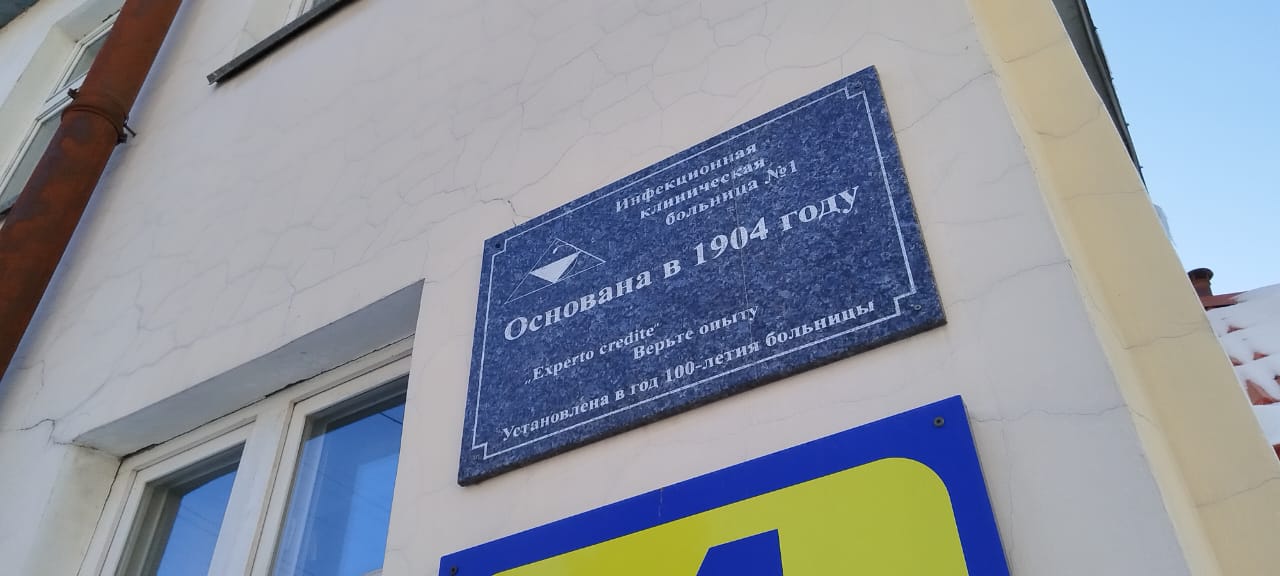 Инфекционная
клиническая
больница №1
Основана в 1904 году
„Experto credite“
Верьте опыту
Установлена в год 100-летия больницы